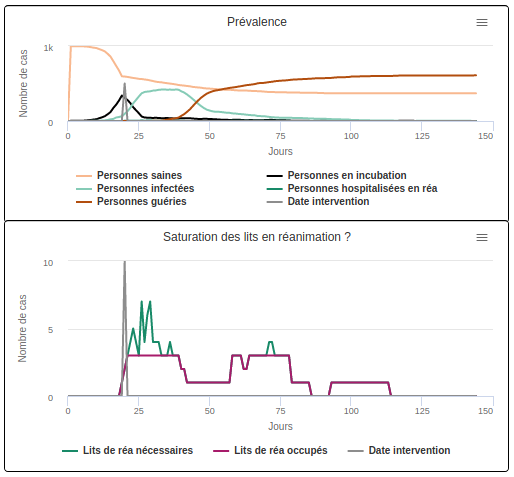 Prévalence
Nombre de cas
1k
0
0 25 50 75 100 125 150
Jours
Personnes saines Personnes en incubation
Personnes infectées Personnes hospitalisées en réa
Personnes guéries Date intervention
Saturation des lits en réanimation ?
Nombre de cas
10
5
0
0 25 50 75 100 125 150
Jours
Lits de réa nécessaires Lits de réa occupés Date intervention